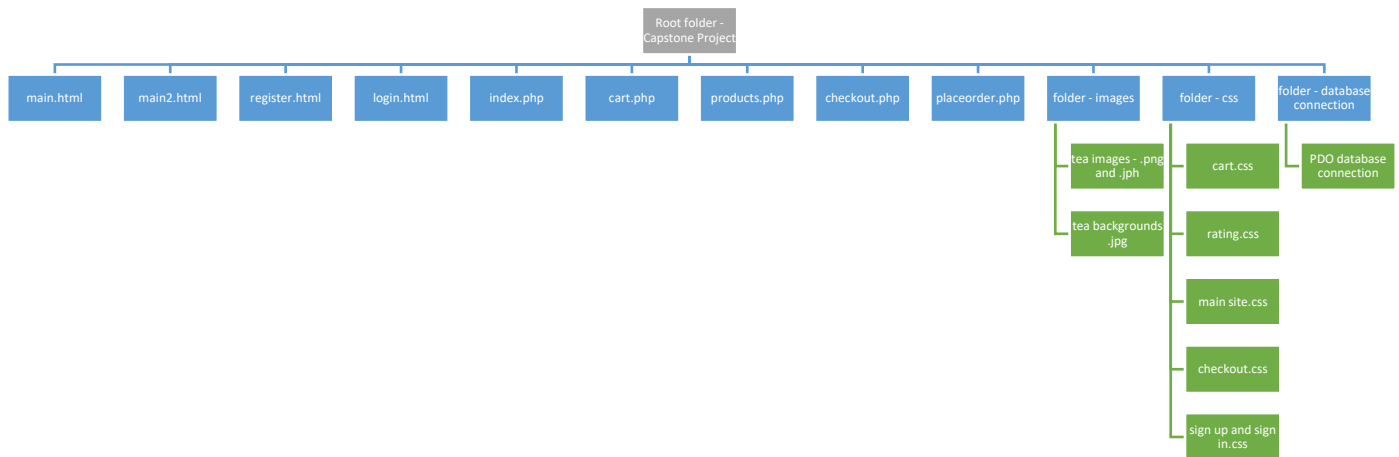 Root folder -
Capstone Project
main.html
main2.html
register.html
login.html
index.php
cart.php
products.php
checkout.php
placeorder.php
folder - images
folder - css
folder - database
connection
tea images - .png
and .jph
cart.css
PDO database
connection
tea backgrounds
.jpg
rating.css
main site.css
checkout.css
sign up and sign
in.css